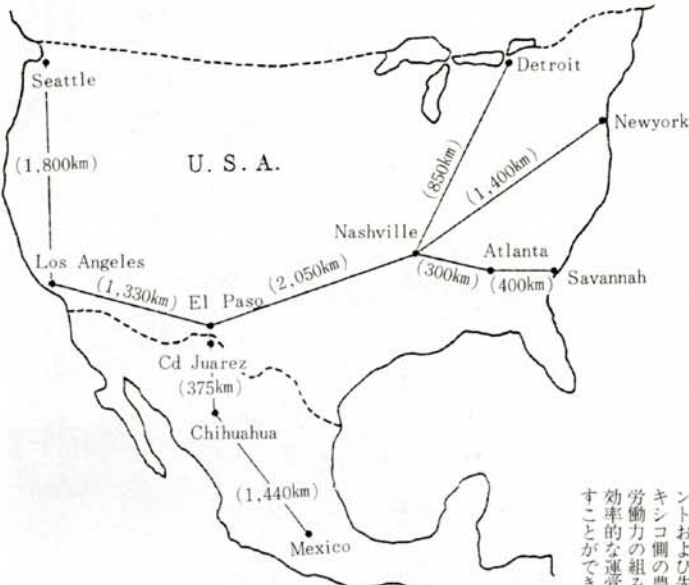 Seattle
Detroit
Newyork
(1,800km)
U. S. A.
(850km)
(1,400km)
Nashville
Los Angeles
(2,050km)
Atlanta
(1,330km)
El Paso
(300km)
(400km)
Savannah
Cd Juarez
(375km)
Chihuahua
(1,440km)
Mexico
ントおよび
キシコ側の農
労働力の組み
効率的な運営
すことができ